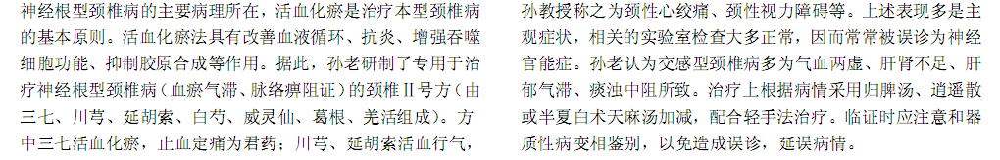 神经根型颈椎病的主要病理所在，活血化瘀是治疗本型颈椎病
的基本原则。活血化瘀法具有改善血液循环、抗炎、增强吞噬
细胞功能、抑制胶原合成等作用。据此，孙老研制了专用于治
疗神经根型颈椎病（血瘀气滞、脉络痹阻证）的颈椎Ⅱ号方（由
三七、川芎、延胡索、白芍、威灵仙、葛根、羌活组成）。方
中三七活血化瘀，止血定痛为君药；川芎、延胡索活血行气，
孙教授称之为颈性心绞痛、颈性视力障碍等。上述表现多是主
观症状，相关的实验室检查大多正常，因而常常被误诊为神经
官能症。孙老认为交感型颈椎病多为气血两虚、肝肾不足、肝
郁气滞、痰浊中阻所致。治疗上根据病情采用归脾汤、逍遥散
或半夏白术天麻汤加减，配合轻手法治疗。临证时应注意和器
质性病变相鉴别，以免造成误诊，延误病情。